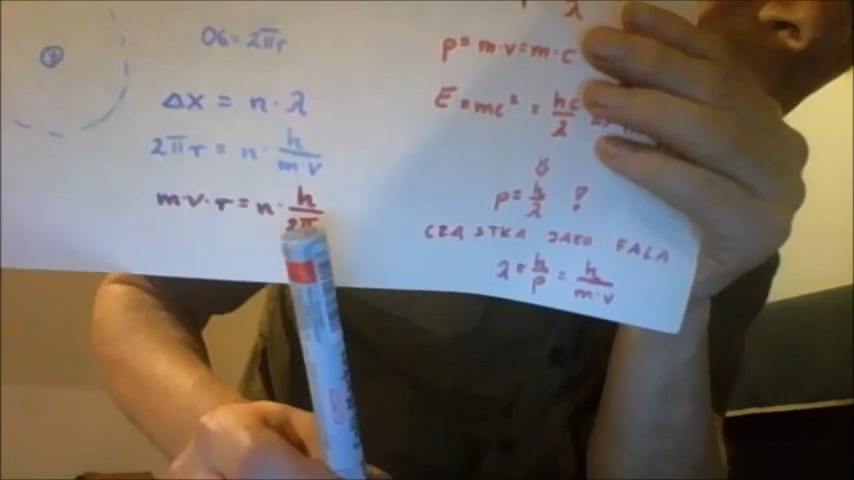 Ob = 2πr
Δx = n·λ
2πr = n· h/m·v
m·v·r = n· h/2π
λ
p = m·v = m·c
E = mc² = hc/λ
⇓
p = h/λ !
CZĄSTKA JAKO FALA
λ = h/p = h/m·v